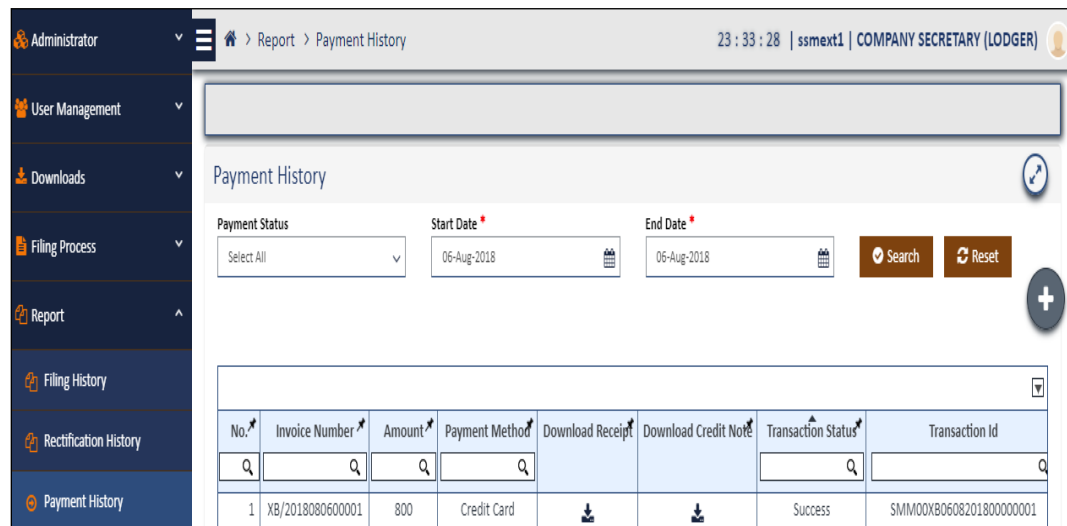 Administrator
User Management
Downloads
Filing Process
Report
Filing History
Rectification History
Payment History
> Report > Payment History
23 : 33 : 28 | ssmext1 | COMPANY SECRETARY (LODGER)
Payment History
Payment Status
Start Date *
End Date *
Select All
06-Aug-2018
06-Aug-2018
Search
Reset
No. Invoice Number Amount Payment Method Download Receipt Download Credit Note Transaction Status Transaction Id
1 XB/2018080600001 800 Credit Card Success SMM00XB0608201800000001